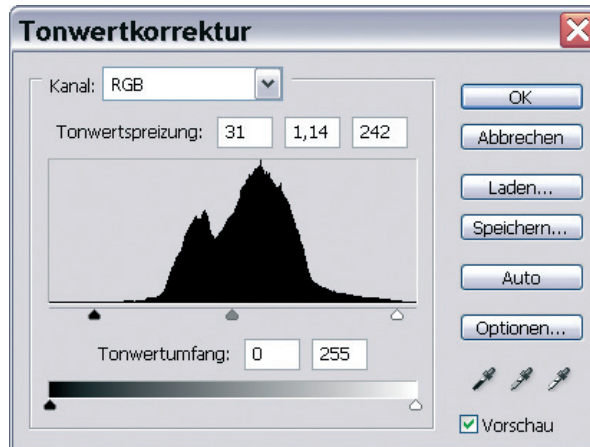 Tonwertkorrektur
Kanal: RGB
Tonwertspreizung: 31 1,14 242
Tonwertumfang: 0 255
OK
Abbrechen
Laden...
Speichern...
Auto
Optionen...
Vorschau